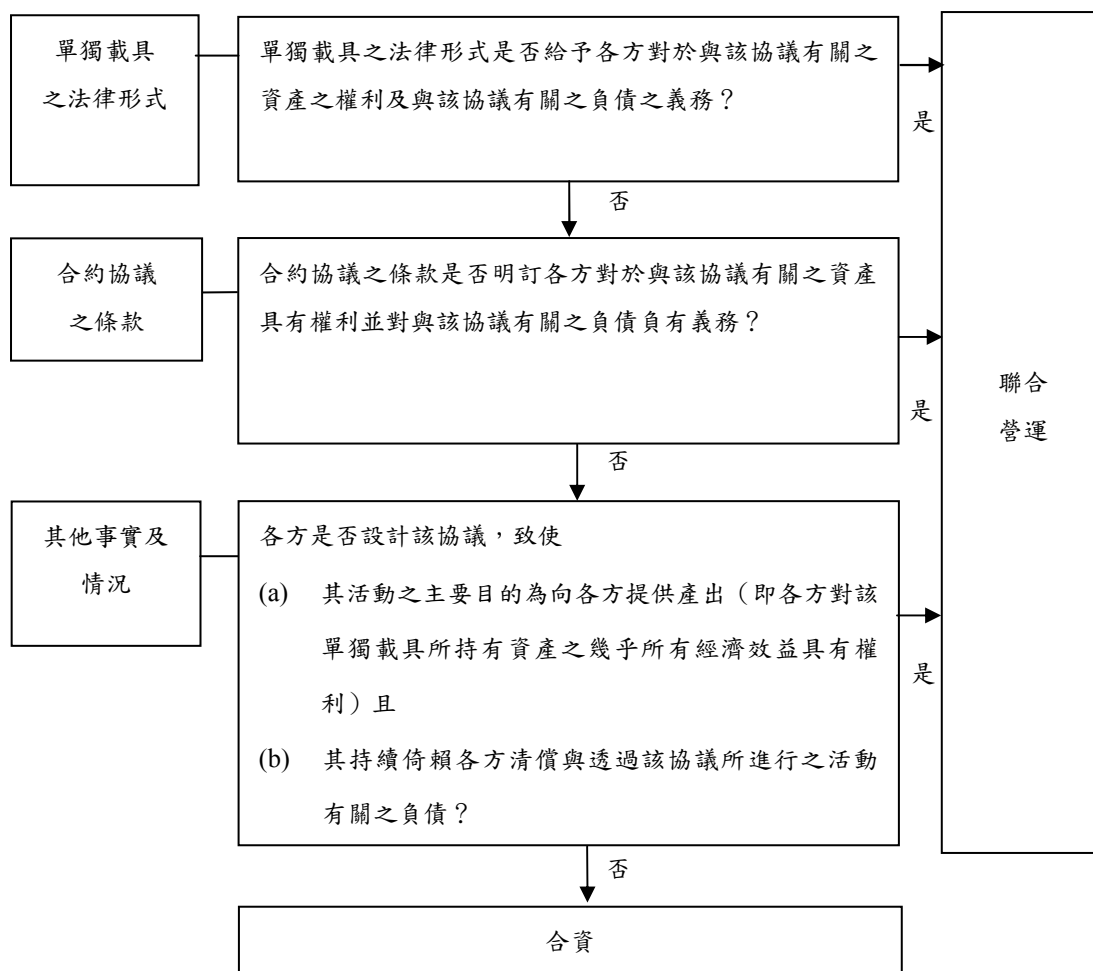 單獨載具
之法律形式
單獨載具之法律形式是否給予各方對於與該協議有關之
資產之權利及與該協議有關之負債之義務？
是
否
合約協議
之條款
合約協議之條款是否明訂各方對於與該協議有關之資產
具有權利並對與該協議有關之負債負有義務？
是
聯合
營運
否
其他事實及
情況
各方是否設計該協議，致使
(a) 其活動之主要目的為向各方提供產出（即各方對該
單獨載具所持有資產之幾乎所有經濟效益具有權
利）且
(b) 其持續倚賴各方清償與透過該協議所進行之活動
有關之負債？
是
否
合資